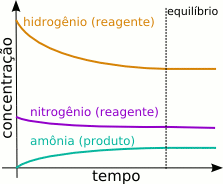 equilíbrio
hidrogênio (reagente)
nitrogênio (reagente)
amônia (produto)
concentração
tempo